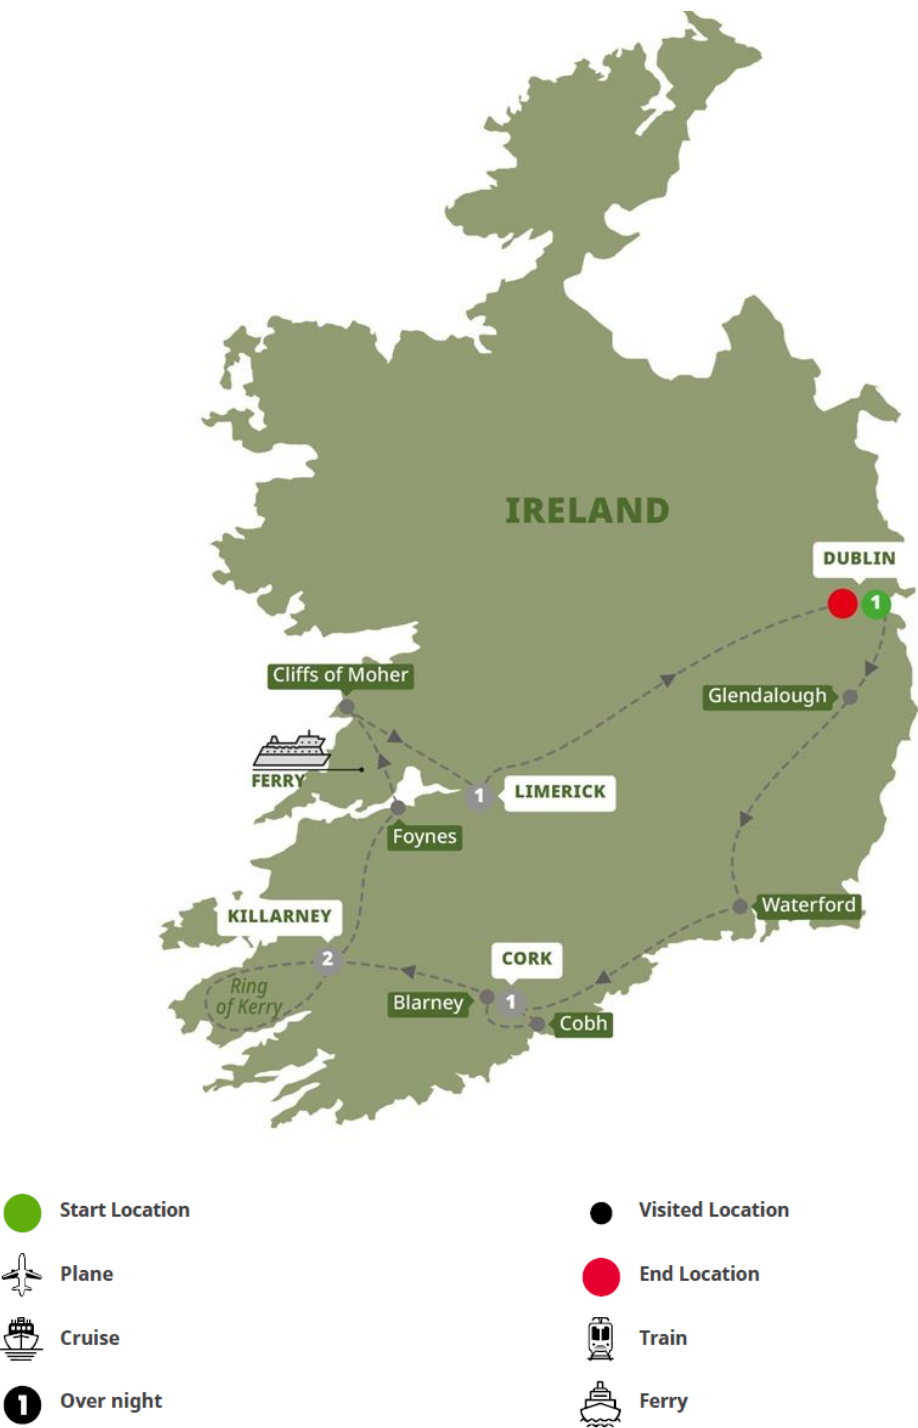 IRELAND
DUBLIN
1
Cliffs of Moher
Glendalough
FERRY
1
LIMERICK
Foynes
Waterford
KILLARNEY
2
CORK
Ring
of Kerry
Blarney
1
Cobh
Start Location
Visited Location
Plane
End Location
Cruise
Train
1
Over night
Ferry